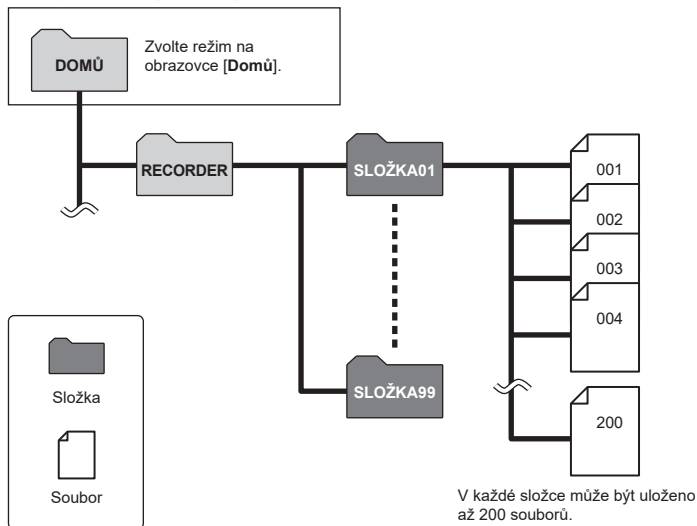 DOMŮ
Zvolte režim na
obrazovce [Domů].
RECORDER
SLOŽKA01
001
002
003
004
SLOŽKA99
200
Složka
Soubor
V každé složce může být uloženo
až 200 souborů.